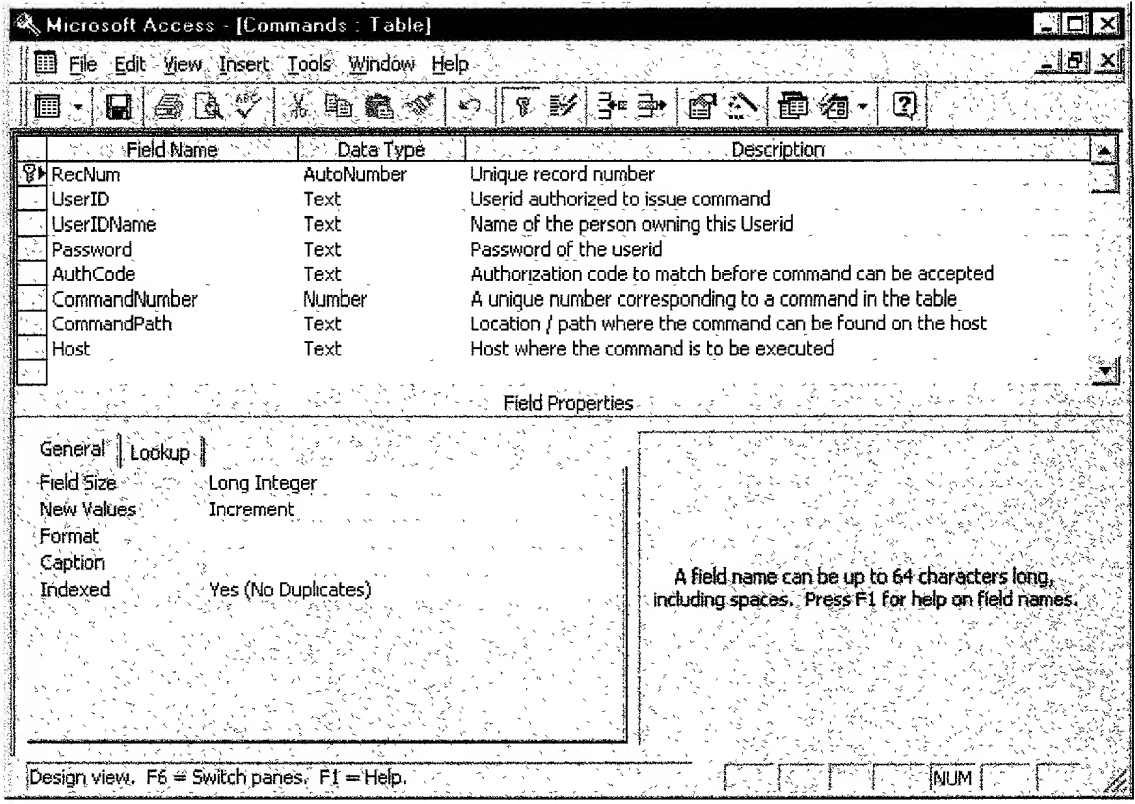 Microsoft Access - [Commands : Table]
File Edit View Insert Tools Window Help
Field Name Data Type Description
RecNum AutoNumber Unique record number
UserID Text Userid authorized to issue command
UserIDName Text Name of the person owning this Userid
Password Text Password of the userid
AuthCode Text Authorization code to match before command can be accepted
CommandNumber Number A unique number corresponding to a command in the table
CommandPath Text Location / path where the command can be found on the host
Host Text Host where the command is to be executed
Field Properties
General Lookup
Field Size Long Integer
New Values Increment
Format
Caption
Indexed Yes (No Duplicates)
A field name can be up to 64 characters long,
including spaces. Press F1 for help on field names.
Design view. F6 = Switch panes. F1 = Help. NUM